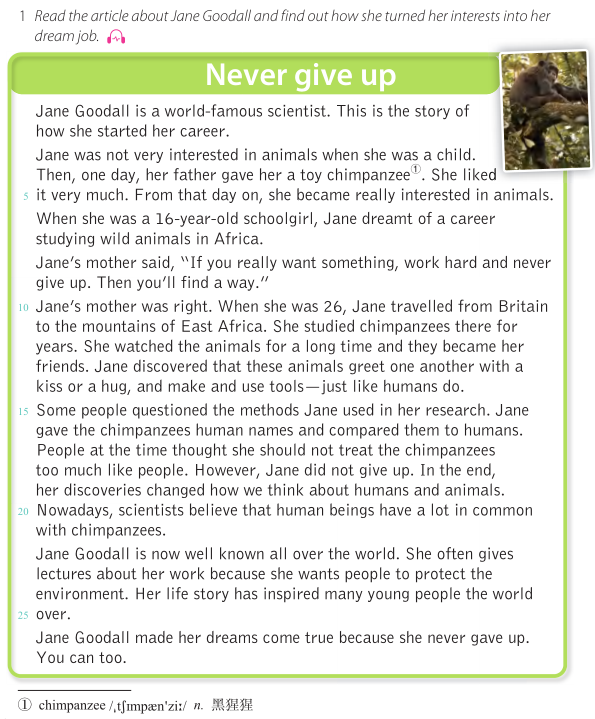 1 Read the article about Jane Goodall and find out how she turned her interests into her
dream job.
Never give up
Jane Goodall is a world-famous scientist. This is the story of
how she started her career.
Jane was not very interested in animals when she was a child.
Then, one day, her father gave her a toy chimpanzee①. She liked
5 it very much. From that day on, she became really interested in animals.
When she was a 16-year-old schoolgirl, Jane dreamt of a career
studying wild animals in Africa.
Jane's mother said, “If you really want something, work hard and never
give up. Then you'll find a way.”
10 Jane's mother was right. When she was 26, Jane travelled from Britain
to the mountains of East Africa. She studied chimpanzees there for
years. She watched the animals for a long time and they became her
friends. Jane discovered that these animals greet one another with a
kiss or a hug, and make and use tools—just like humans do.
15 Some people questioned the methods Jane used in her research. Jane
gave the chimpanzees human names and compared them to humans.
People at the time thought she should not treat the chimpanzees
too much like people. However, Jane did not give up. In the end,
her discoveries changed how we think about humans and animals.
20 Nowadays, scientists believe that human beings have a lot in common
with chimpanzees.
Jane Goodall is now well known all over the world. She often gives
lectures about her work because she wants people to protect the
environment. Her life story has inspired many young people the world
25 over.
Jane Goodall made her dreams come true because she never gave up.
You can too.
① chimpanzee /ˌtʃɪmpæn'ziː/ n. 黑猩猩